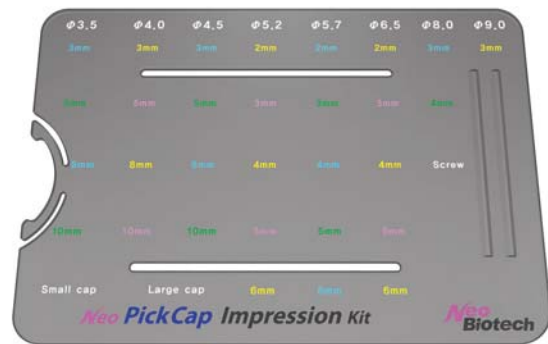 Φ3,5 Φ4,0 Φ4,5 Φ5,2 Φ5,7 Φ6,5 Φ8,0 Φ9,0
3mm 3mm 3mm 2mm 2mm 2mm 3mm 3mm
5mm 5mm 3mm 3mm 3mm 4mm
8mm 8mm 8mm 4mm 4mm 4mm Screw
10mm 10mm 10mm 5mm 5mm 5mm
Small cap Large cap 6mm 6mm 6mm
Neo PickCap Impression Kit
Neo Biotech